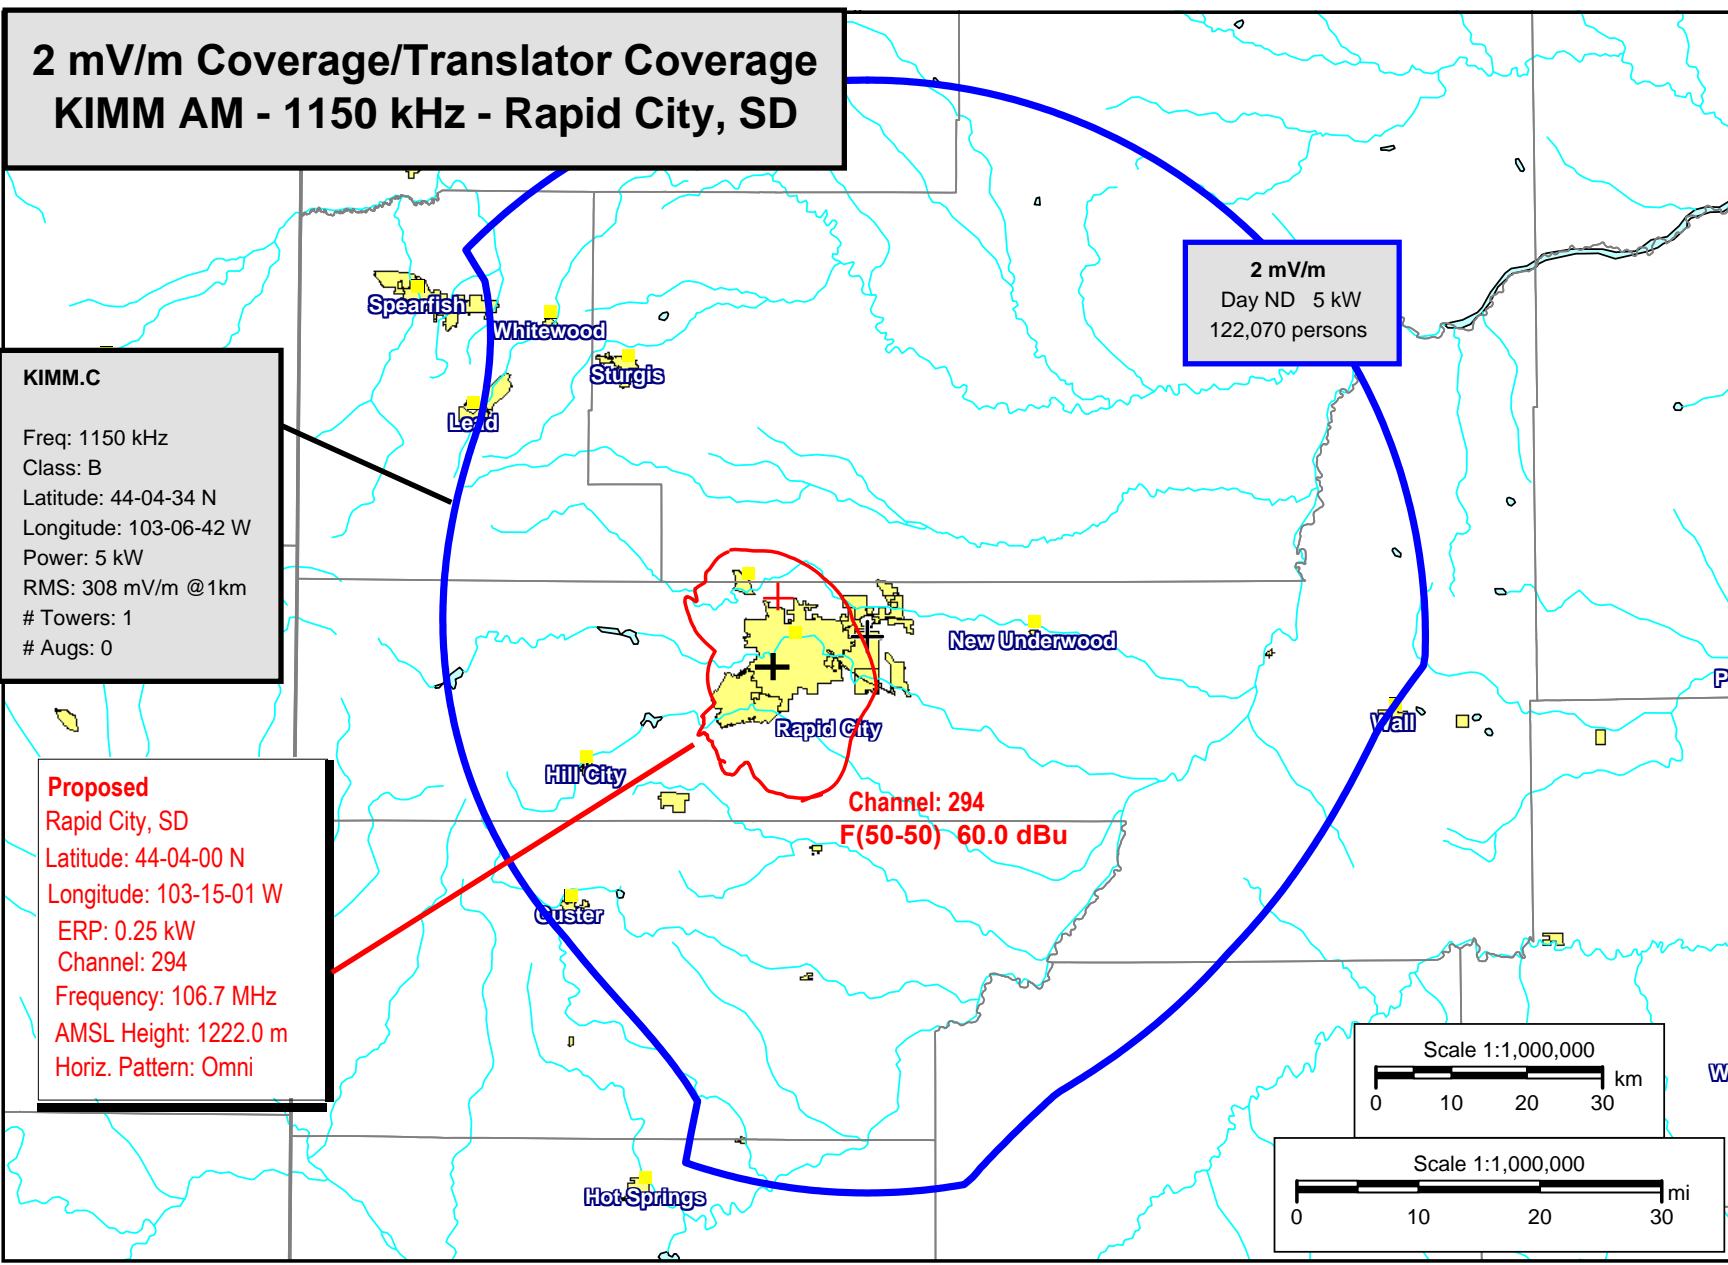 2 mV/m Coverage/Translator Coverage
KIMM AM - 1150 kHz - Rapid City, SD
2 mV/m
Day ND 5 kW
122,070 persons
Spearfish
Whitewood
Sturgis
Lead
KIMM.C
Freq: 1150 kHz
Class: B
Latitude: 44-04-34 N
Longitude: 103-06-42 W
Power: 5 kW
RMS: 308 mV/m @1km
# Towers: 1
# Augs: 0
New Underwood
P
Rapid City
Wall
Hill City
Proposed
Rapid City, SD
Latitude: 44-04-00 N
Longitude: 103-15-01 W
ERP: 0.25 kW
Channel: 294
Frequency: 106.7 MHz
AMSL Height: 1222.0 m
Horiz. Pattern: Omni
Channel: 294
F(50-50) 60.0 dBu
Custer
Hot Springs
Scale 1:1,000,000
km
0 10 20 30
W
Scale 1:1,000,000
mi
0 10 20 30